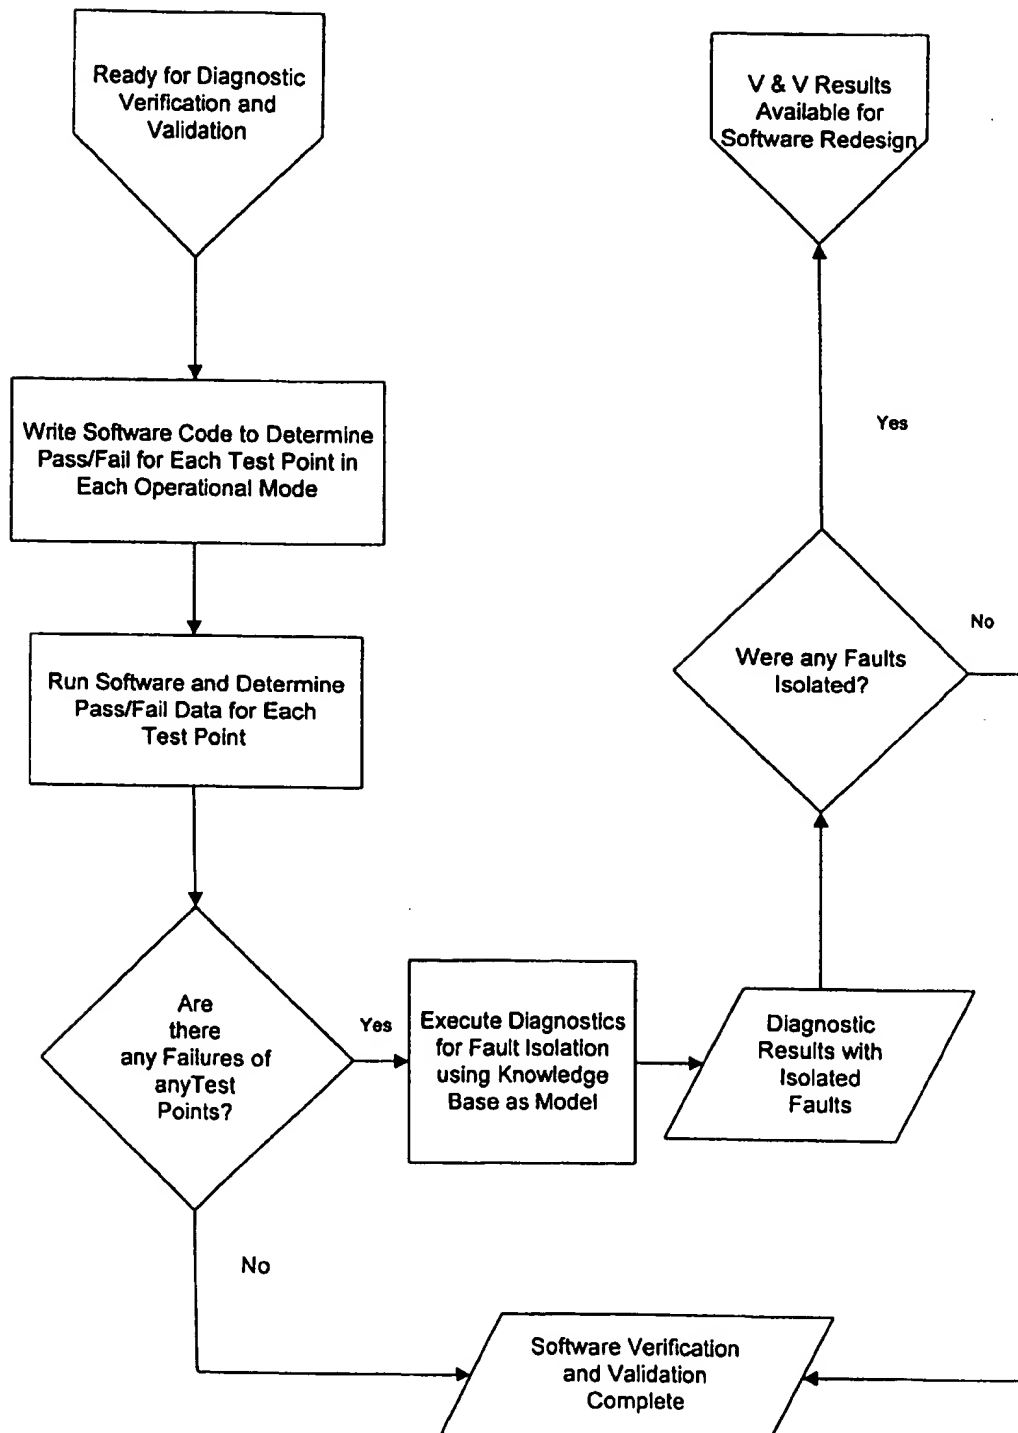 Ready for Diagnostic
Verification and
Validation
Write Software Code to Determine
Pass/Fail for Each Test Point in
Each Operational Mode
Run Software and Determine
Pass/Fail Data for Each
Test Point
Are
there
any Failures of
anyTest
Points?
Yes
No
Execute Diagnostics
for Fault Isolation
using Knowledge
Base as Model
Diagnostic
Results with
Isolated
Faults
Were any Faults
Isolated?
Yes
No
V & V Results
Available for
Software Redesign
Software Verification
and Validation
Complete